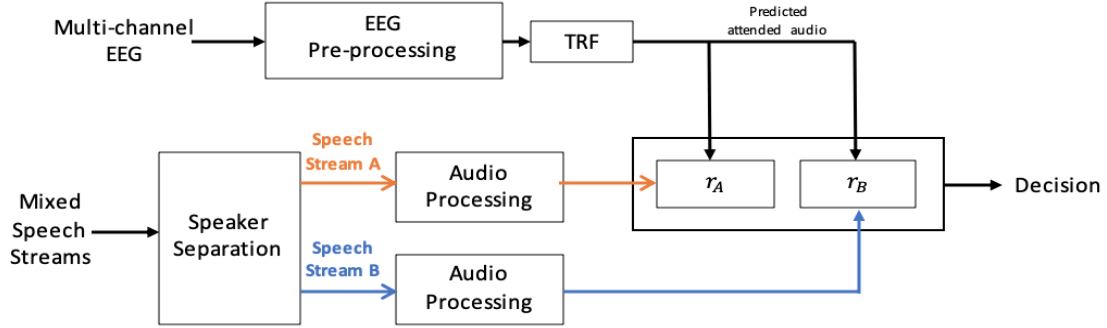 Multi-channel
EEG
EEG
Pre-processing
TRF
Predicted
attended audio
Mixed
Speech
Streams
Speaker
Separation
Speech
Stream A
Audio
Processing
r_A
r_B
Decision
Speech
Stream B
Audio
Processing